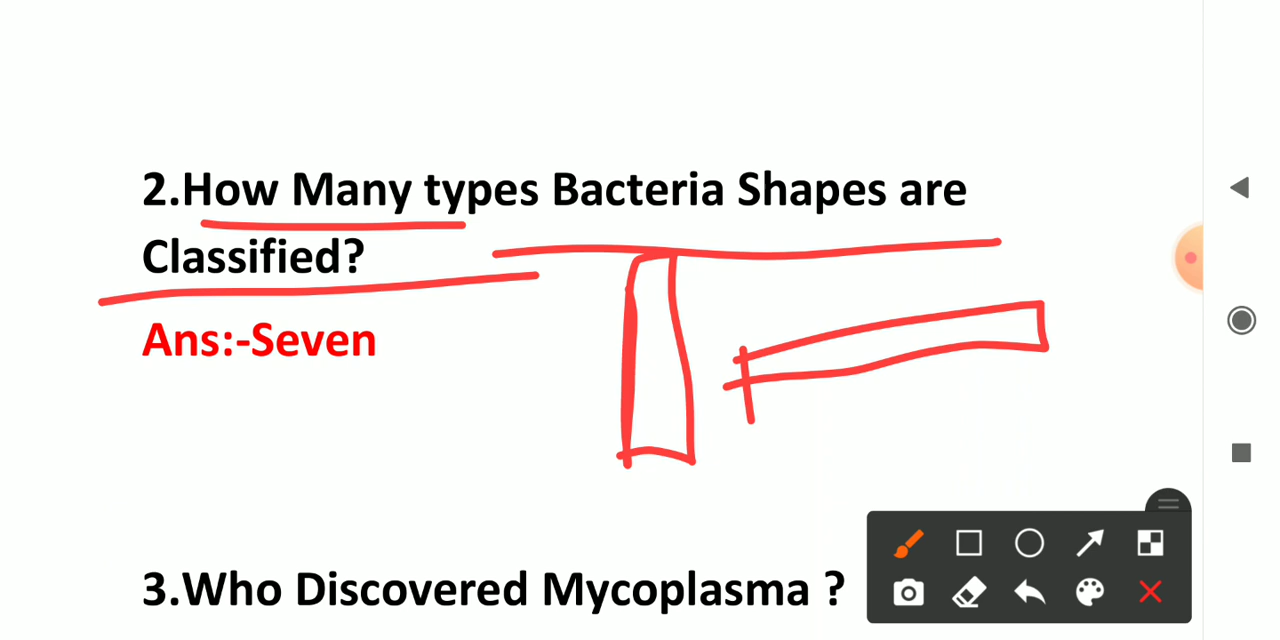 2.How Many types Bacteria Shapes are
Classified?
Ans:-Seven
3.Who Discovered Mycoplasma ?